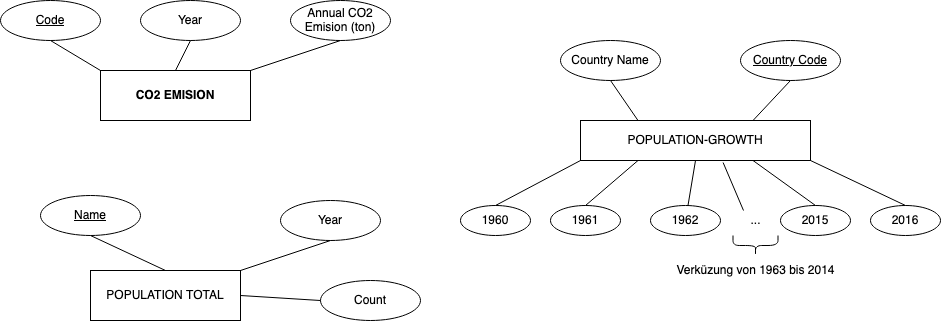 Code
Year
Annual CO2
Emision (ton)
CO2 EMISION
Country Name
Country Code
POPULATION-GROWTH
1960
1961
1962
...
2015
2016
Verküzung von 1963 bis 2014
Name
Year
POPULATION TOTAL
Count